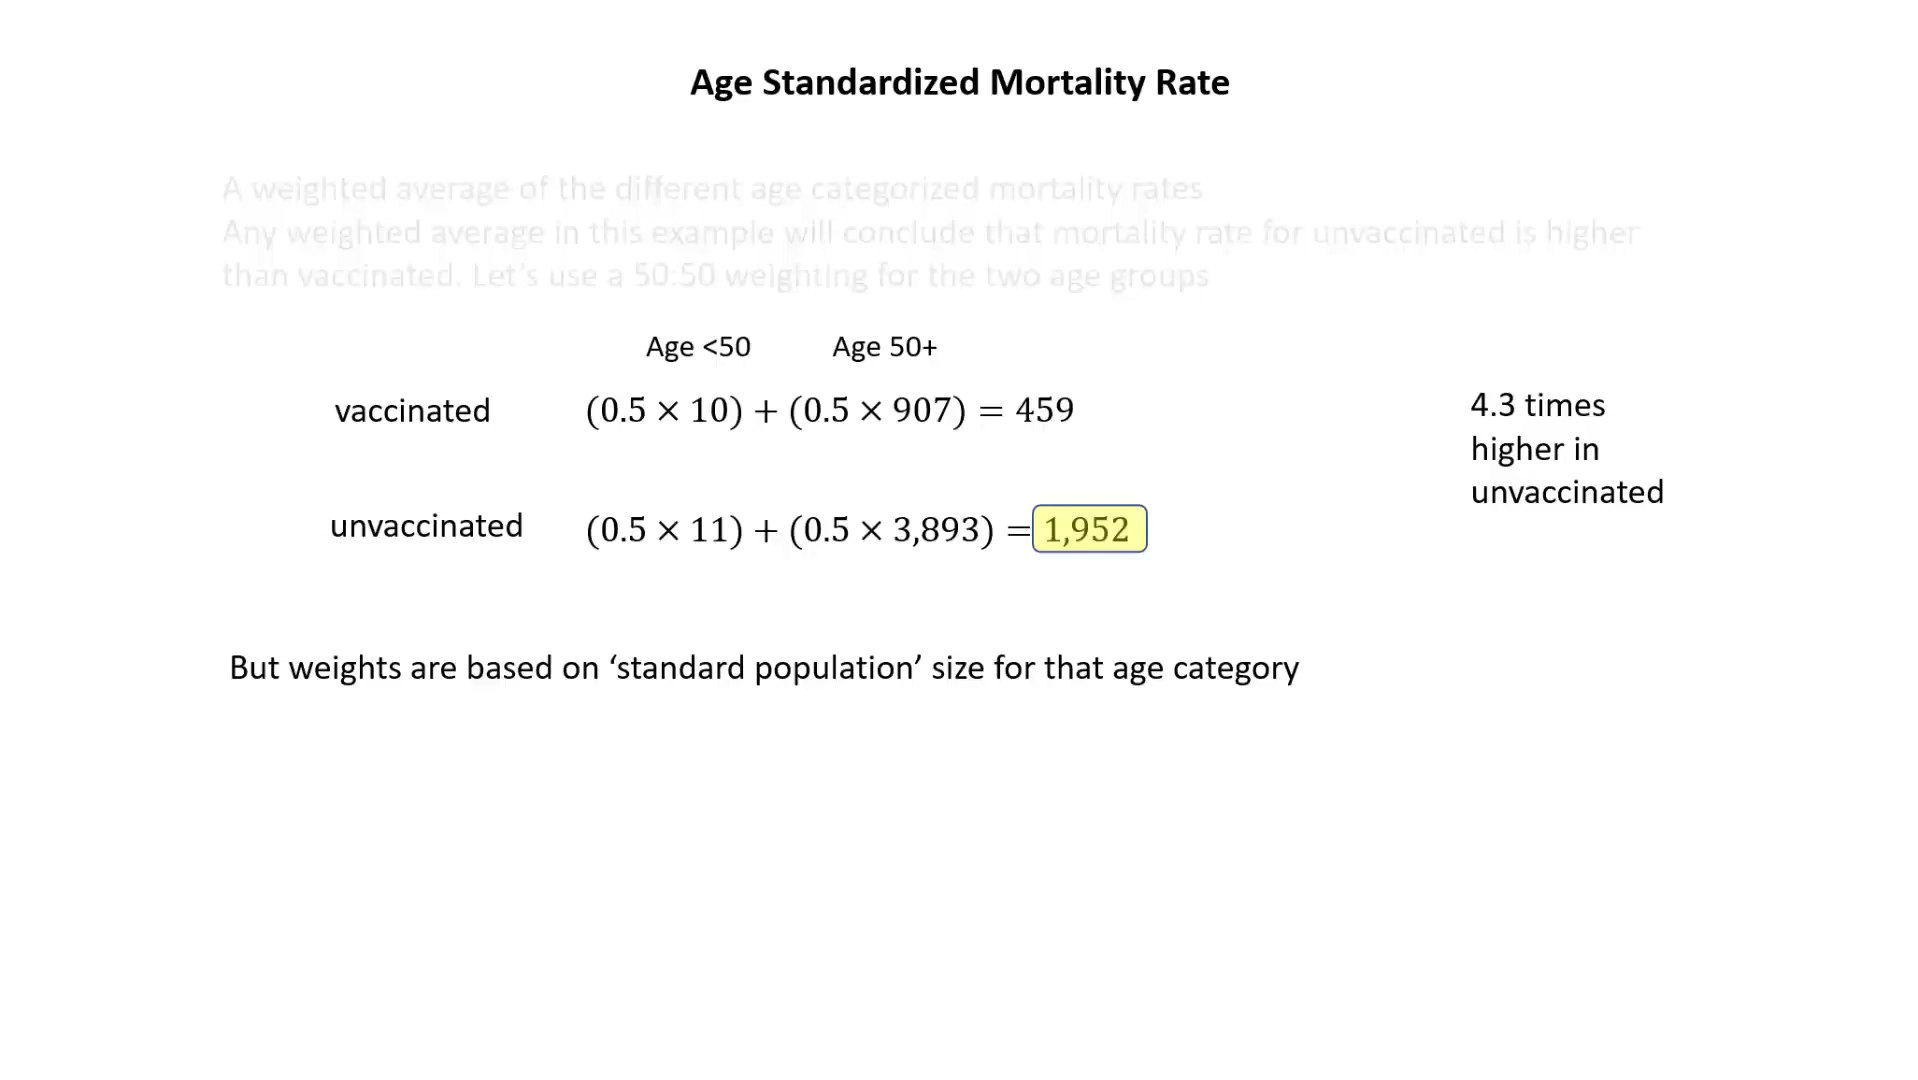 Age Standardized Mortality Rate
A weighted average of the different age categorized mortality rates
Any weighted average in this example will conclude that mortality rate for unvaccinated is higher
than vaccinated. Let's use a 50:50 weighting for the two age groups
Age <50 Age 50+
vaccinated (0.5 × 10) + (0.5 × 907) = 459
4.3 times
higher in
unvaccinated
unvaccinated (0.5 × 11) + (0.5 × 3,893) = 1,952
But weights are based on ‘standard population’ size for that age category